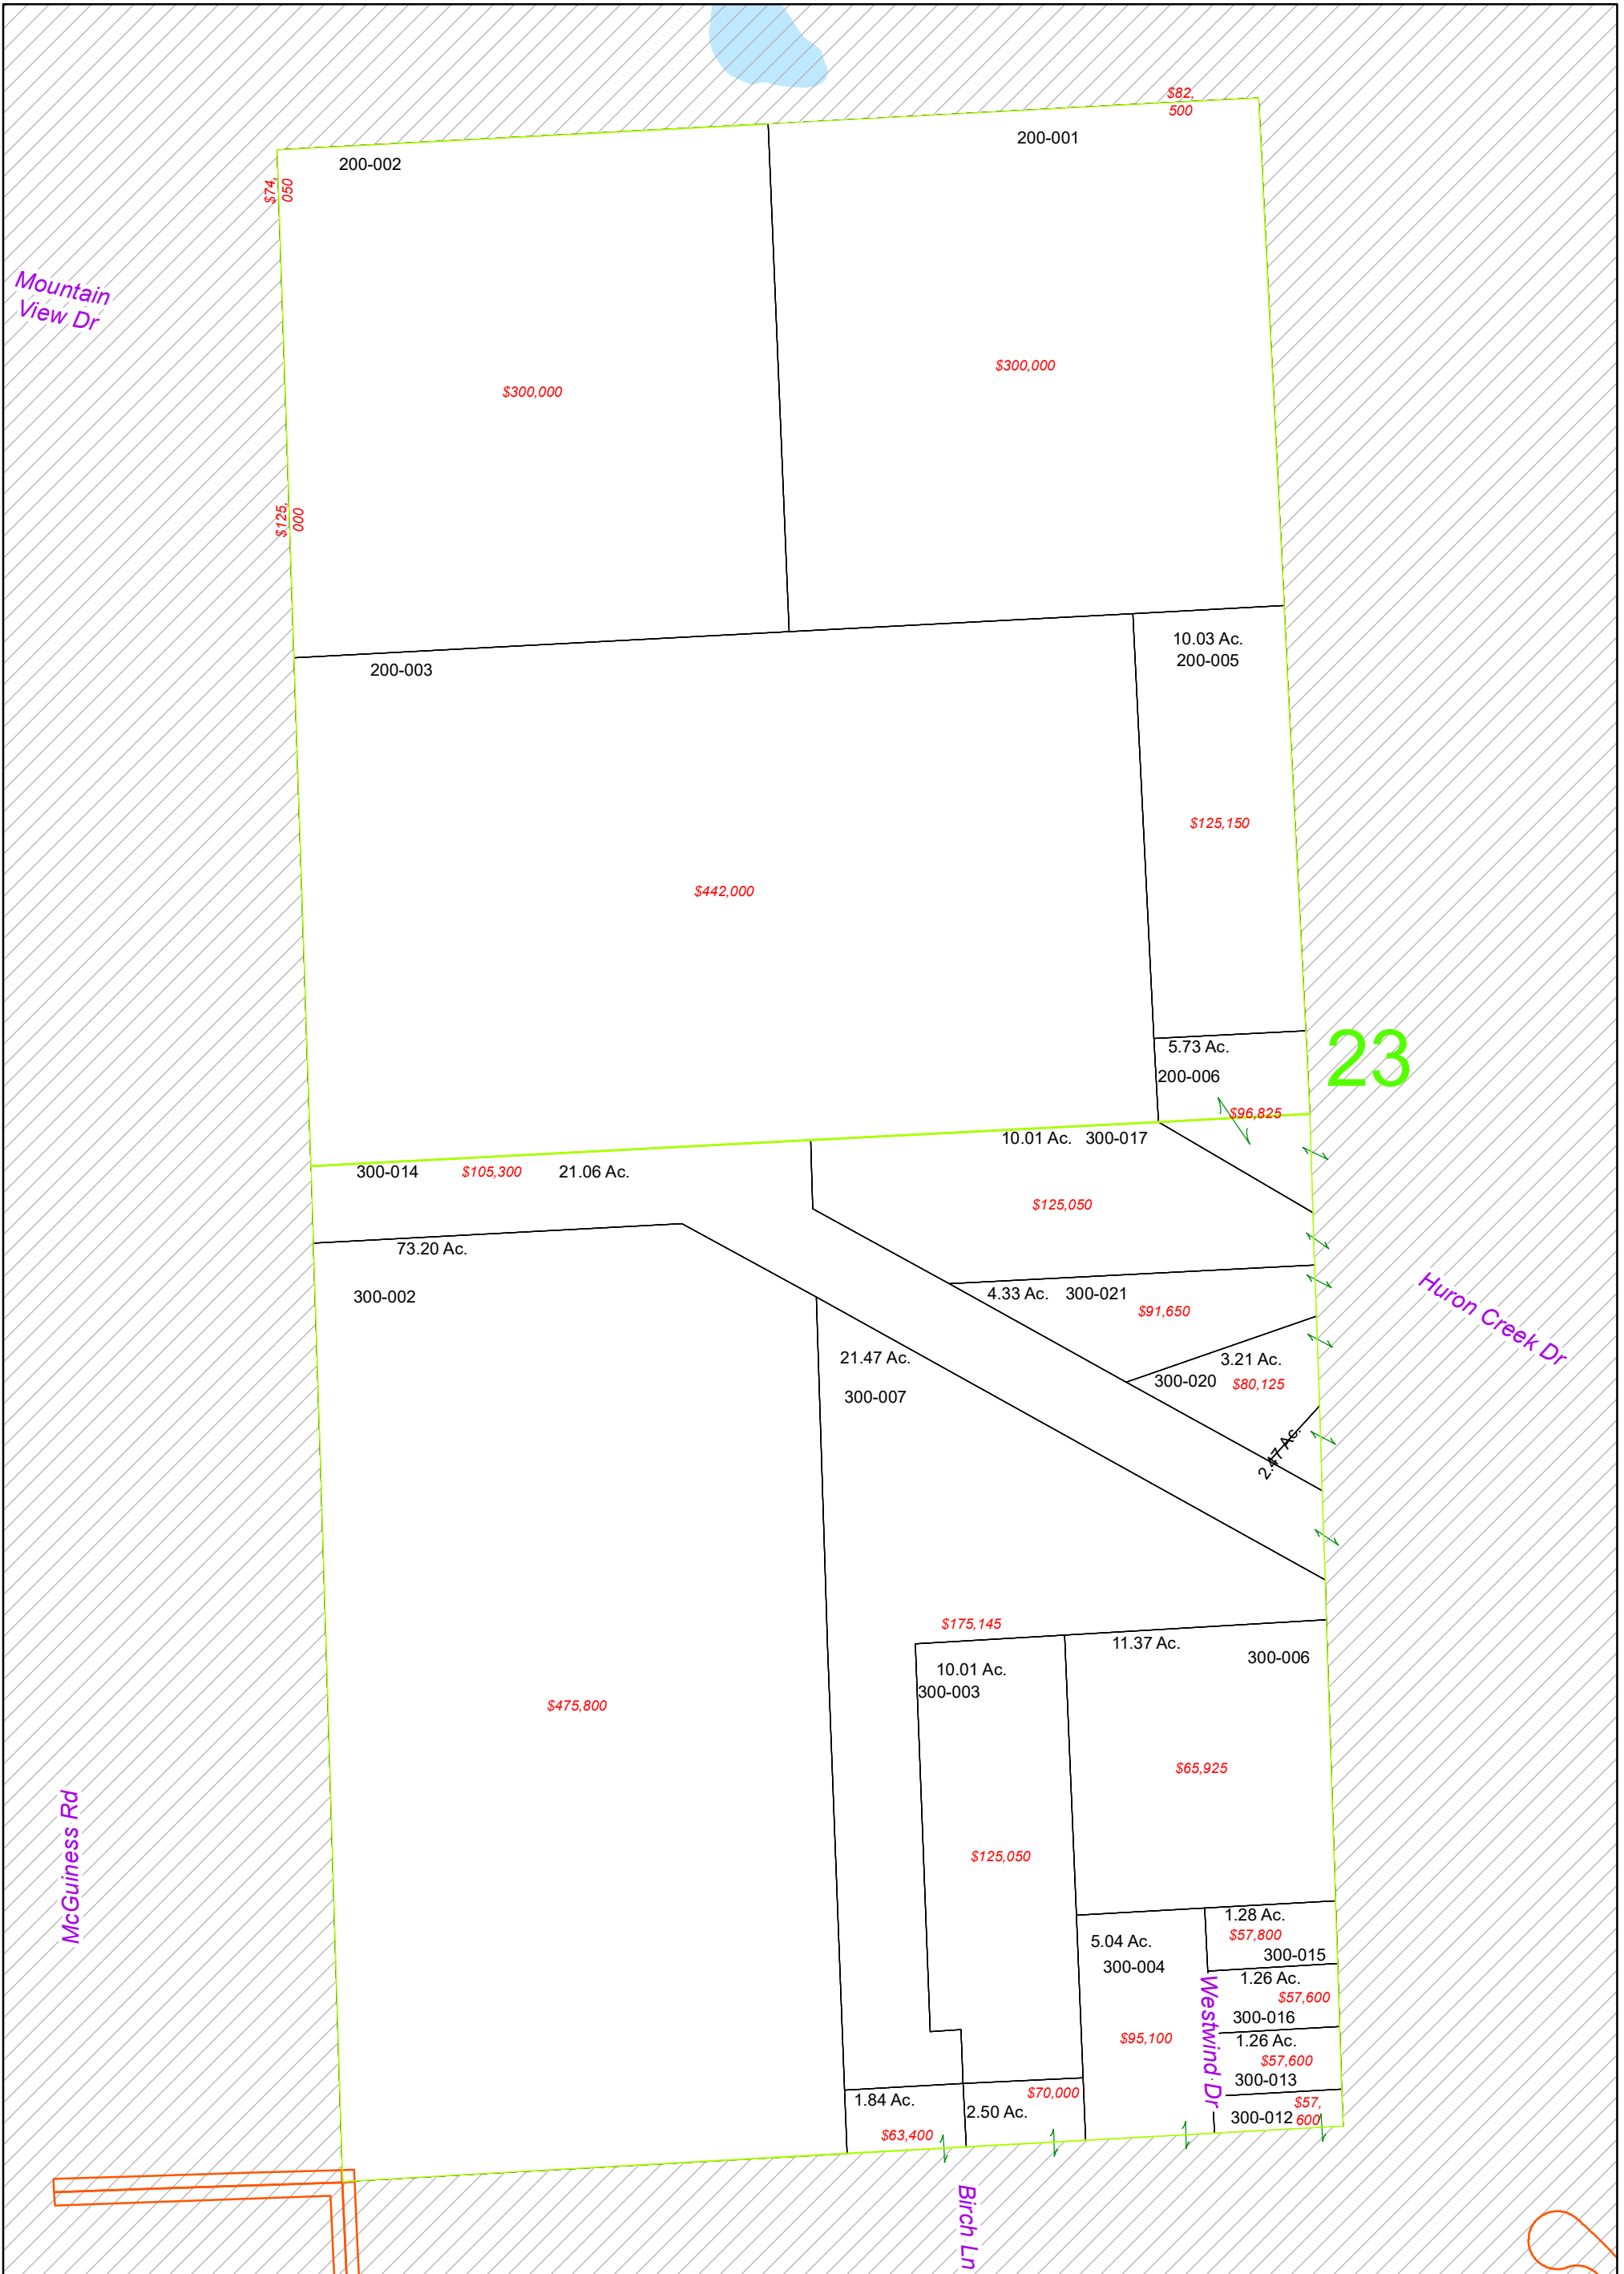 $82,
500
200-001
200-002
$74,
050
Mountain
View Dr
$300,000
$300,000
$125,
000
10.03 Ac.
200-005
200-003
$125,150
$442,000
23
5.73 Ac.
200-006
$96,825
10.01 Ac. 300-017
300-014 $105,300 21.06 Ac.
$125,050
73.20 Ac.
300-002
4.33 Ac. 300-021
$91,650
Huron Creek Dr
21.47 Ac.
300-007
3.21 Ac.
300-020 $80,125
2.47 Ac.
$175,145
11.37 Ac.
300-006
10.01 Ac.
300-003
$475,800
$65,925
McGuiness Rd
$125,050
1.28 Ac.
$57,800
300-015
5.04 Ac.
300-004
1.26 Ac.
$57,600
300-016
Westwind Dr
$95,100
1.26 Ac.
$57,600
300-013
1.84 Ac.
$63,400
$70,000
2.50 Ac.
300-012
$57,
600
Birch Ln